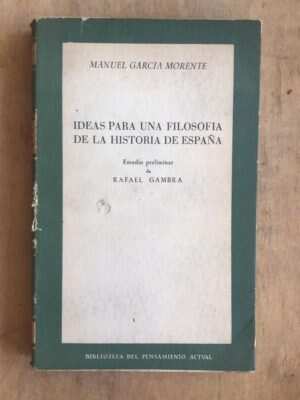 MANUEL GARCIA MORENTE
IDEAS PARA UNA FILOSOFIA
DE LA HISTORIA DE ESPAÑA
Estudio preliminar
de
RAFAEL GAMBRA
BIBLIOTECA DEL PENSAMIENTO ACTUAL